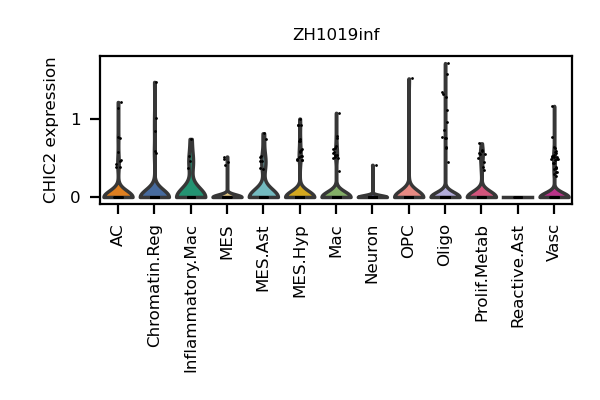 ZH1019inf
CHIC2 expression
1
0
AC
Chromatin.Reg
Inflammatory.Mac
MES
MES.Ast
MES.Hyp
Mac
Neuron
OPC
Oligo
Prolif.Metab
Reactive.Ast
Vasc